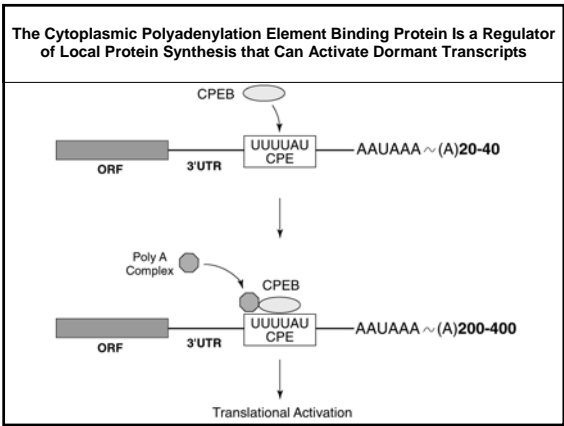 The Cytoplasmic Polyadenylation Element Binding Protein Is a Regulator
of Local Protein Synthesis that Can Activate Dormant Transcripts
CPEB
UUUUAU
CPE
AAUAAA ~ (A)20-40
ORF
3'UTR
Poly A
Complex
CPEB
UUUUAU
CPE
AAUAAA ~ (A)200-400
ORF
3'UTR
Translational Activation